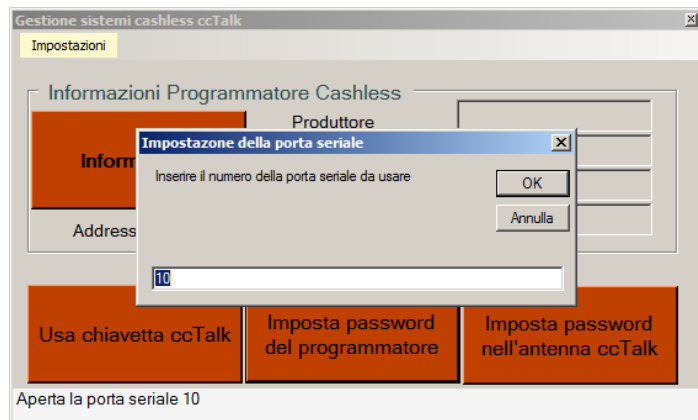 Gestione sistemi cashless ccTalk
Impostazioni
Informazioni Programmatore Cashless
Produttore
Impostazone della porta seriale
Inserire il numero della porta seriale da usare
OK
Annulla
10
Inform
Address
Usa chiavetta ccTalk
Imposta password
del programmatore
Imposta password
nell'antenna ccTalk
Aperta la porta seriale 10